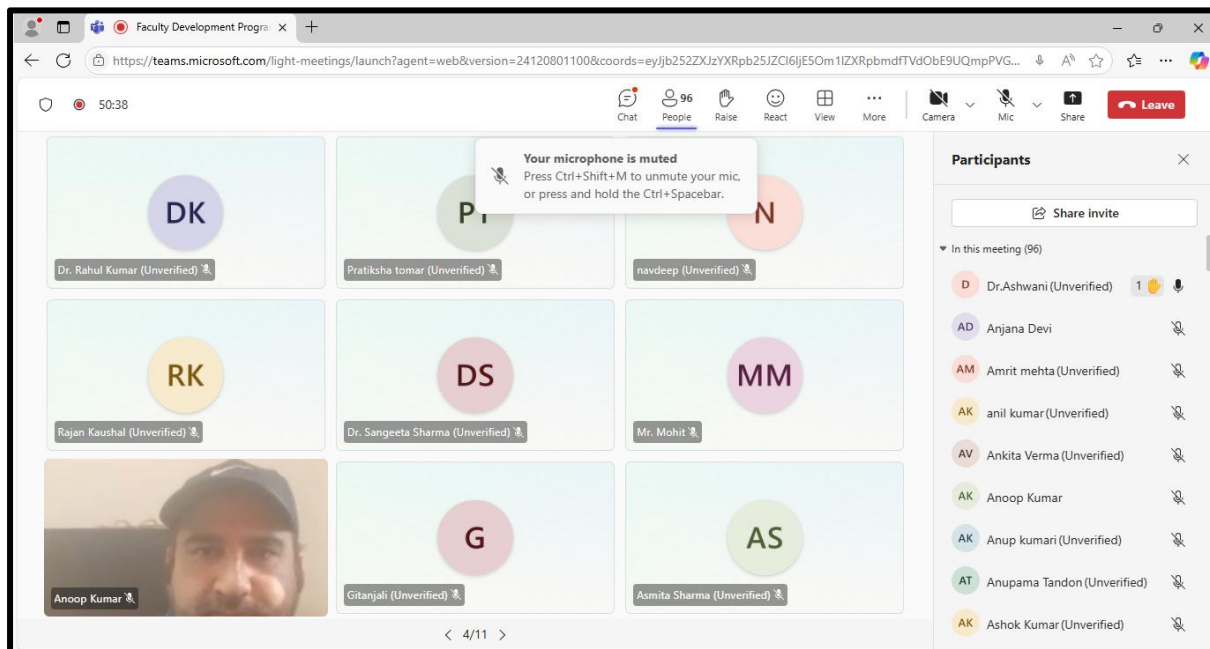 Faculty Development Progra
https://teams.microsoft.com/light-meetings/launch?agent=web&version=24120801100&coords=eyJjb252ZXJzYXRpb25JZCI6IjE5Om1lZXRpbmdfTVdObE9UQmpPVG...
50:38
Chat
96
People
Raise
React
View
More
Camera
Mic
Share
Leave
Your microphone is muted
Press Ctrl+Shift+M to unmute your mic,
or press and hold the Ctrl+Spacebar.
DK
Dr. Rahul Kumar (Unverified)
Pratiksha tomar (Unverified)
N
navdeep (Unverified)
RK
Rajan Kaushal (Unverified)
DS
Dr. Sangeeta Sharma (Unverified)
MM
Mr. Mohit
Anoop Kumar
G
Gitanjali (Unverified)
AS
Asmita Sharma (Unverified)
4/11
Participants
Share invite
In this meeting (96)
D Dr.Ashwani (Unverified) 1
AD Anjana Devi
AM Amrit mehta (Unverified)
AK anil kumar (Unverified)
AV Ankita Verma (Unverified)
AK Anoop Kumar
AK Anup kumari (Unverified)
AT Anupama Tandon (Unverified)
AK Ashok Kumar (Unverified)